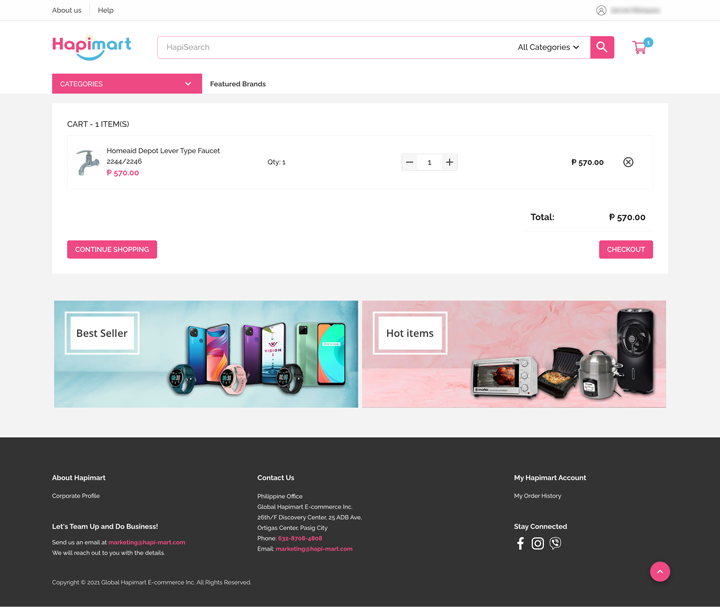 About us
Help
Hapimart
HapiSearch
All Categories
1
CATEGORIES
Featured Brands
CART - 1 ITEM(S)
Homeaid Depot Lever Type Faucet
2244/2246
₱ 570.00
Qty: 1
1
₱ 570.00
Total:
₱ 570.00
CONTINUE SHOPPING
CHECKOUT
Best Seller
Hot items
About Hapimart
Corporate Profile
Let's Team Up and Do Business!
Send us an email at marketing@hapi-mart.com
We will reach out to you with the details.
Contact Us
Philippine Office
Global Hapimart E-commerce Inc.
26th/F Discovery Center, 25 ADB Ave,
Ortigas Center, Pasig City
Phone: 632-8706-4808
Email: marketing@hapi-mart.com
My Hapimart Account
My Order History
Stay Connected
Copyright © 2021 Global Hapimart E-commerce Inc. All Rights Reserved.